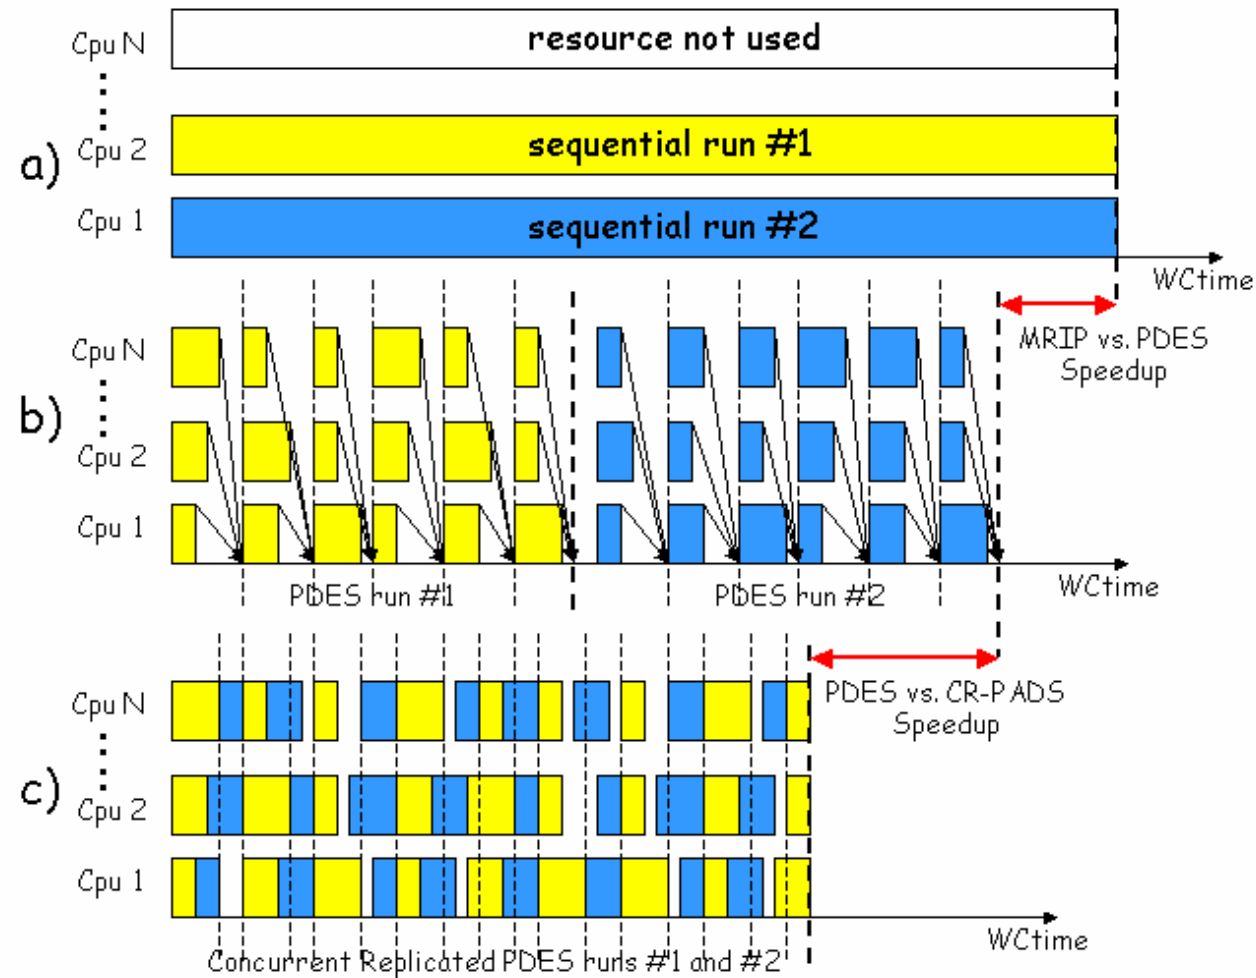 Cpu N
resource not used
a)
Cpu 2
sequential run #1
Cpu 1
sequential run #2
WCtime
MRIP vs. PDES
Speedup
b)
Cpu N
Cpu 2
Cpu 1
PDES run #1
PDES run #2
WCtime
PDES vs. CR-PADS
Speedup
c)
Cpu N
Cpu 2
Cpu 1
WCtime
Concurrent Replicated PDES runs #1 and #2